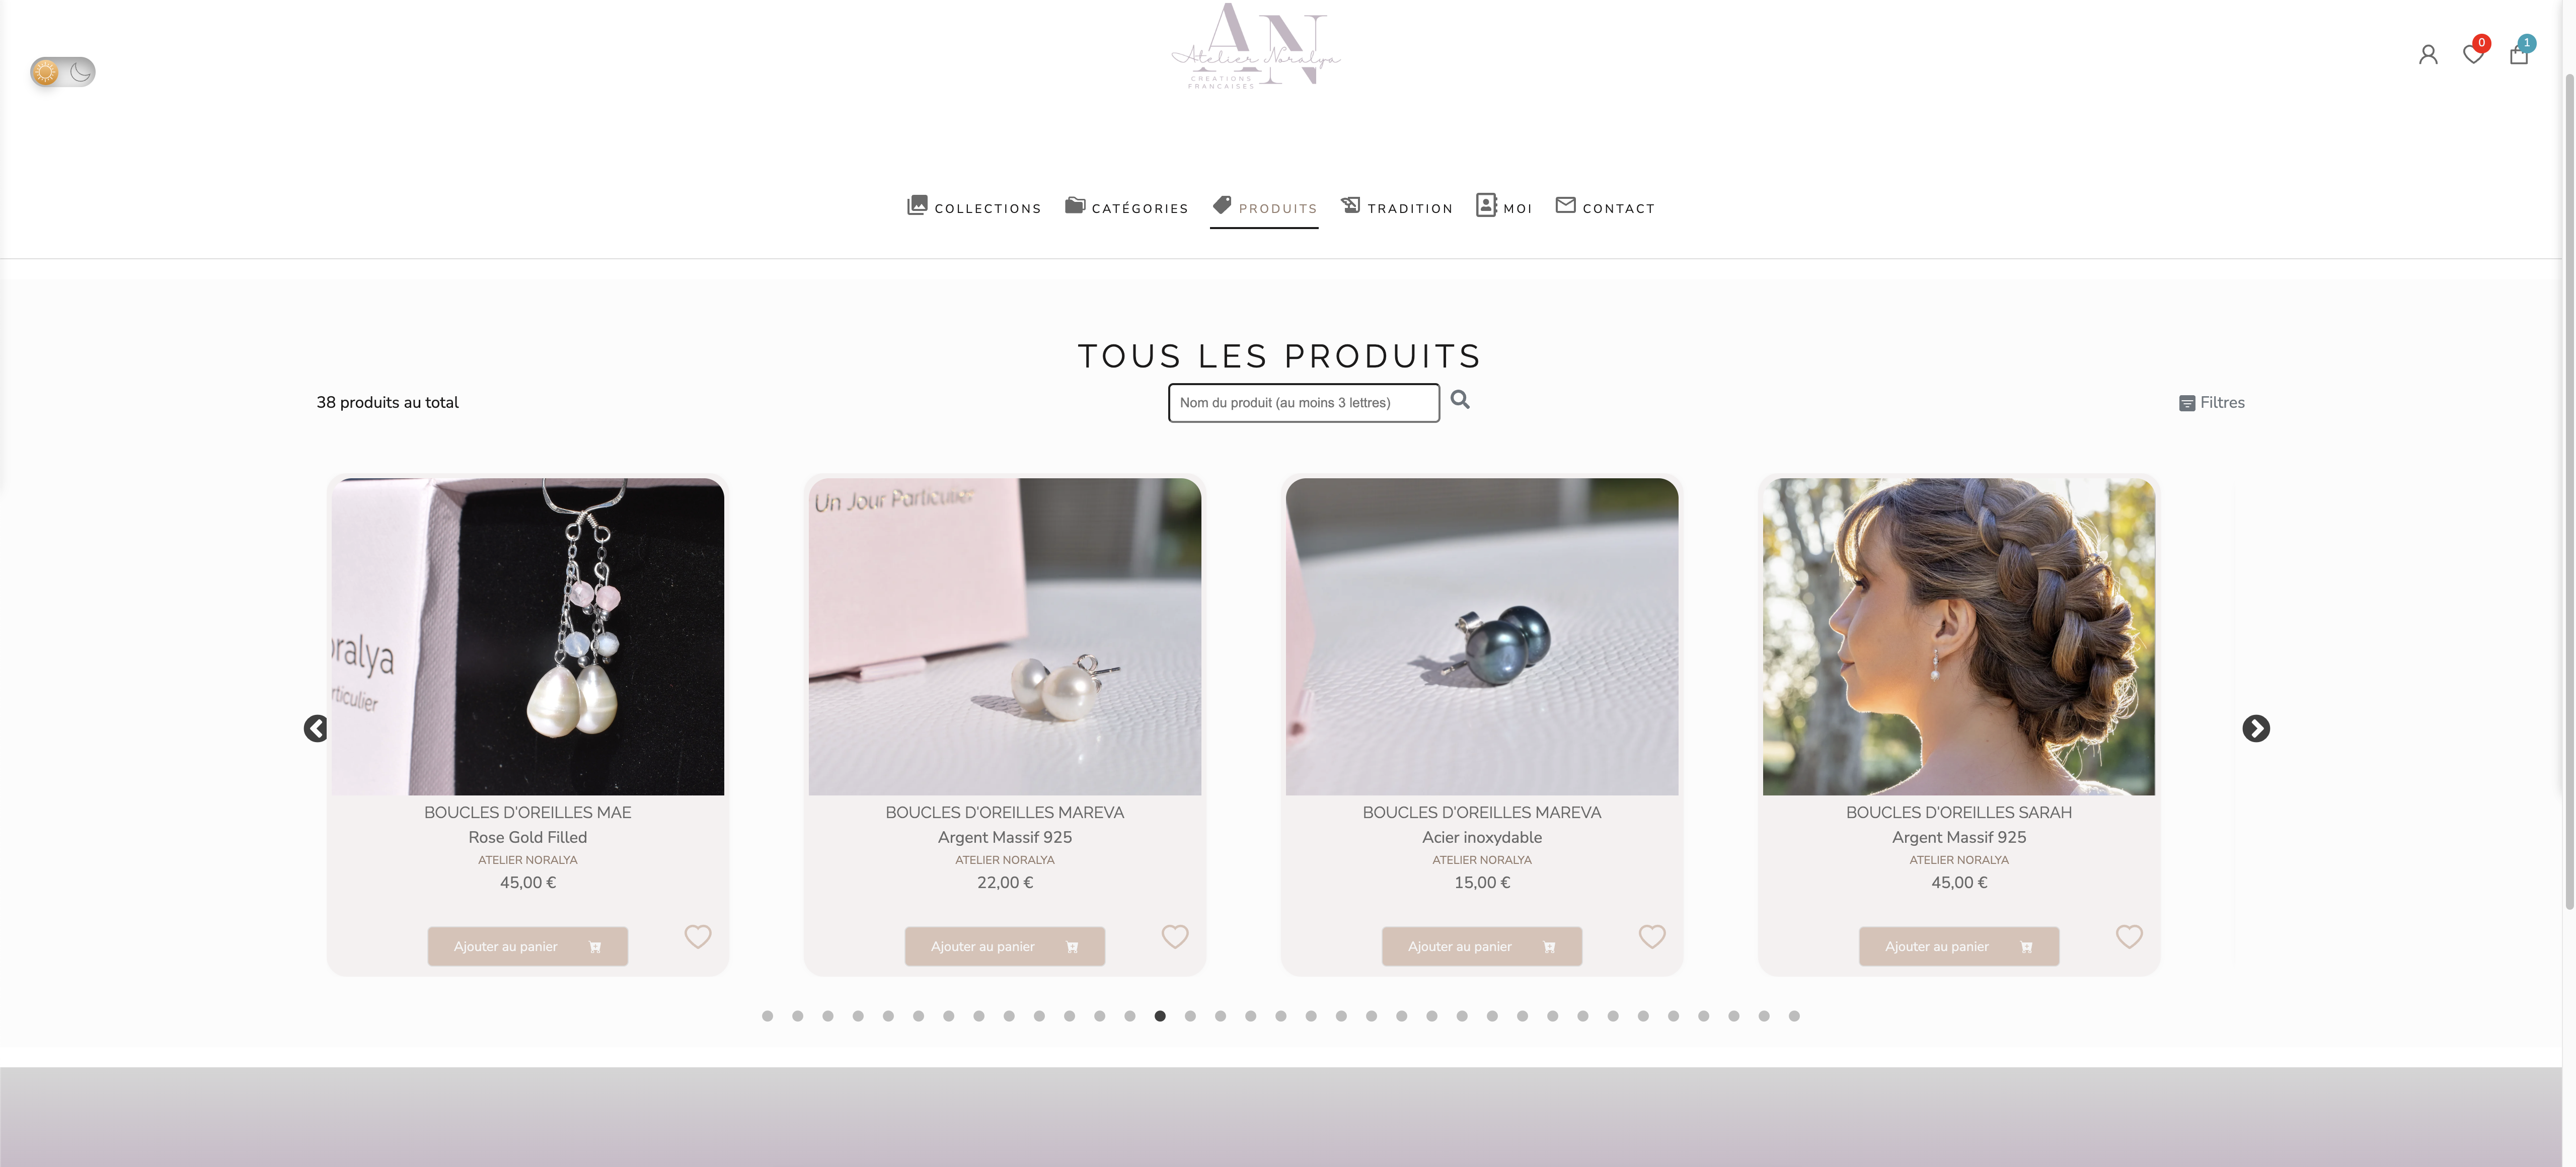 AN
Atelier Noralya
CREATIONS
FRANCAISES
0
1
COLLECTIONS
CATÉGORIES
PRODUITS
TRADITION
MOI
CONTACT
TOUS LES PRODUITS
38 produits au total
Nom du produit (au moins 3 lettres)
Filtres
oralya
rticulier
BOUCLES D'OREILLES MAE
Rose Gold Filled
ATELIER NORALYA
45,00 €
Ajouter au panier
Un Jour Particulier
BOUCLES D'OREILLES MAREVA
Argent Massif 925
ATELIER NORALYA
22,00 €
Ajouter au panier
BOUCLES D'OREILLES MAREVA
Acier inoxydable
ATELIER NORALYA
15,00 €
Ajouter au panier
BOUCLES D'OREILLES SARAH
Argent Massif 925
ATELIER NORALYA
45,00 €
Ajouter au panier